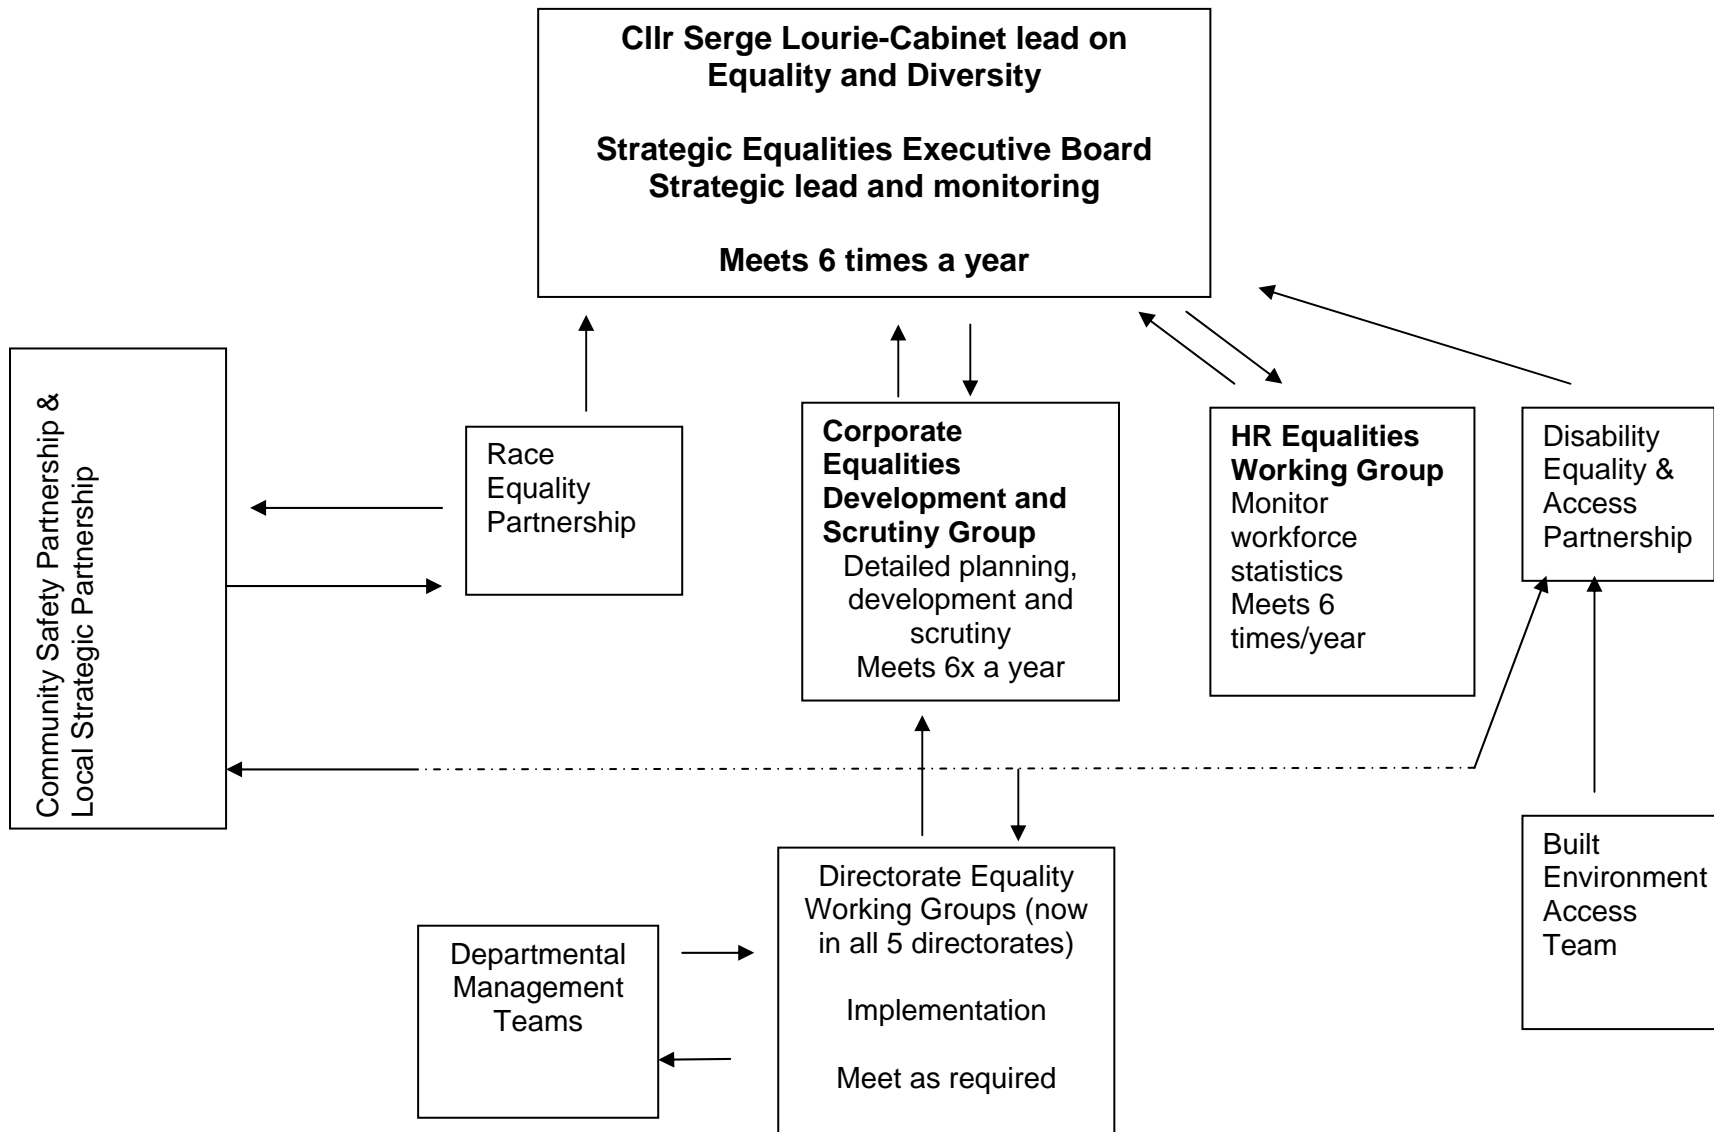 Cllr Serge Lourie-Cabinet lead on
Equality and Diversity
Strategic Equalities Executive Board
Strategic lead and monitoring
Meets 6 times a year
Community Safety Partnership &
Local Strategic Partnership
Race
Equality
Partnership
Corporate
Equalities
Development and
Scrutiny Group
Detailed planning,
development and
scrutiny
Meets 6x a year
HR Equalities
Working Group
Monitor
workforce
statistics
Meets 6
times/year
Disability
Equality &
Access
Partnership
Departmental
Management
Teams
Directorate Equality
Working Groups (now
in all 5 directorates)
Implementation
Meet as required
Built
Environment
Access
Team